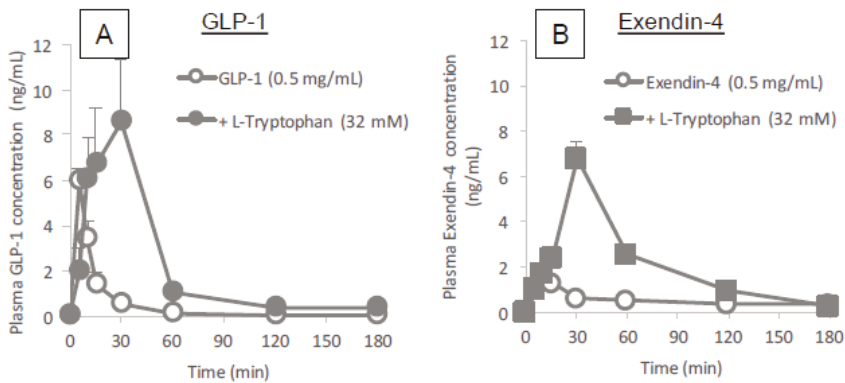 A
GLP-1
Plasma GLP-1 concentration (ng/mL)
12
10
8
6
4
2
0
GLP-1 (0.5 mg/mL)
+ L-Tryptophan (32 mM)
0 30 60 90 120 150 180
Time (min)
B
Exendin-4
Plasma Exendin-4 concentration
(ng/mL)
12
10
8
6
4
2
0
Exendin-4 (0.5 mg/mL)
+ L-Tryptophan (32 mM)
0 30 60 90 120 150 180
Time (min)